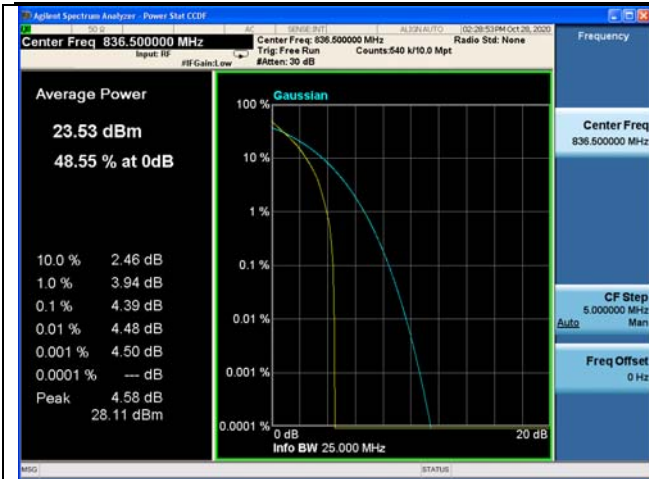 Agilent Spectrum Analyzer - Power Stat CCDF
50 Ω AC SENSE:INT ALIGN AUTO 02:28:53 PM Oct 28, 2020
Center Freq 836.500000 MHz
Input: RF
#IFGain:Low
Center Freq: 836.500000 MHz Radio Std: None
Trig: Free Run Counts:540 k/10.0 Mpt
#Atten: 30 dB
Frequency
Average Power
23.53 dBm
48.55 % at 0dB
10.0 % 2.46 dB
1.0 % 3.94 dB
0.1 % 4.39 dB
0.01 % 4.48 dB
0.001 % 4.50 dB
0.0001 % --- dB
Peak 4.58 dB
28.11 dBm
Gaussian
100 %
10 %
1 %
0.1 %
0.01 %
0.001 %
0.0001 %
0 dB 20 dB
Info BW 25.000 MHz
Center Freq
836.500000 MHz
CF Step
5.000000 MHz
Auto Man
Freq Offset
0 Hz
MSG STATUS